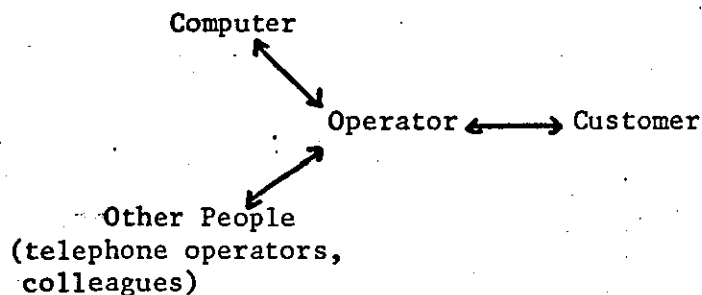 Computer
Operator Customer
Other People
(telephone operators,
colleagues)